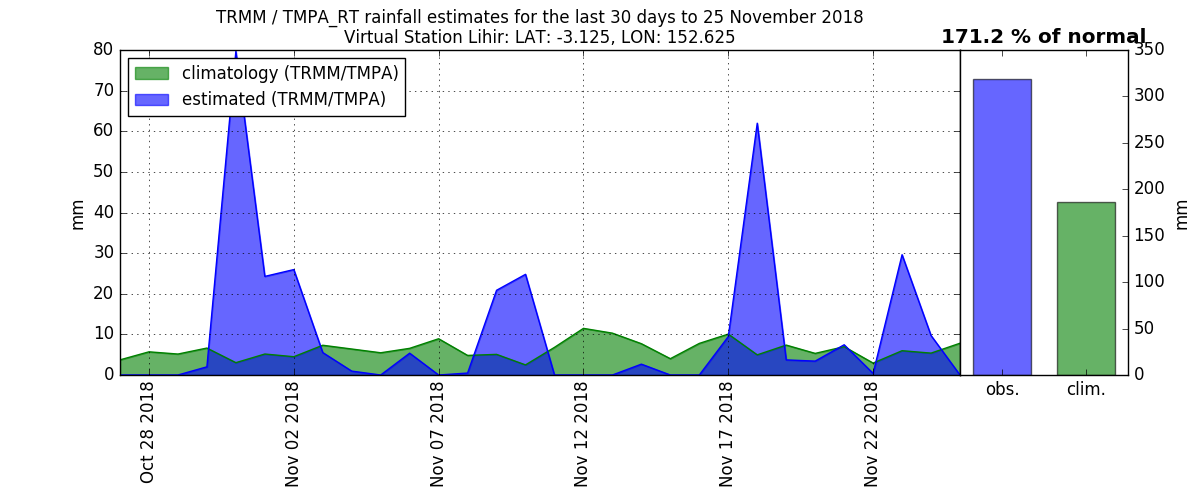 TRMM / TMPA_RT rainfall estimates for the last 30 days to 25 November 2018
Virtual Station Lihir: LAT: -3.125, LON: 152.625
171.2 % of normal
climatology (TRMM/TMPA)
estimated (TRMM/TMPA)
80
70
60
50
40
30
20
10
0
mm
Oct 28 2018
Nov 02 2018
Nov 07 2018
Nov 12 2018
Nov 17 2018
Nov 22 2018
obs.
clim.
350
300
250
200
150
100
50
0
mm